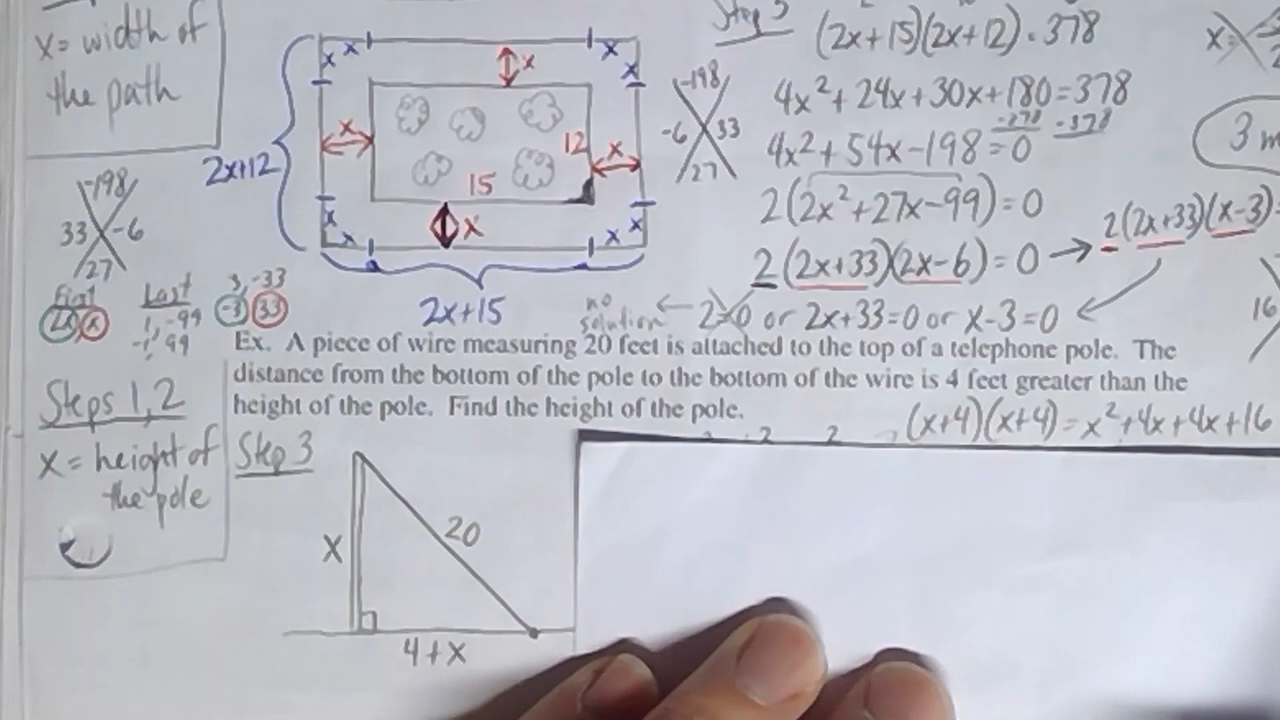 x = width of
the path
x x
x x
x
x
x
12
x
15
x
x x
x x
2x+12
2x+15
-198
33 -6
27
First Last 3, -33
2x x 1, -99 -3 33
-1, 99
-198
-6 33
27
Step 3
(2x+15)(2x+12) = 378
4x²+24x+30x+180=378
-378 -378
4x²+54x-198=0
2(2x²+27x-99)=0
2(2x+33)(2x-6)=0 → 2(2x+33)(x-3)
no solution ← 2=0 or 2x+33=0 or x-3=0
x=
3 m
16
Ex. A piece of wire measuring 20 feet is attached to the top of a telephone pole. The
distance from the bottom of the pole to the bottom of the wire is 4 feet greater than the
height of the pole. Find the height of the pole.
(x+4)(x+4)=x²+4x+4x+16
Steps 1,2
x = height of
the pole
Step 3
x
20
4+x